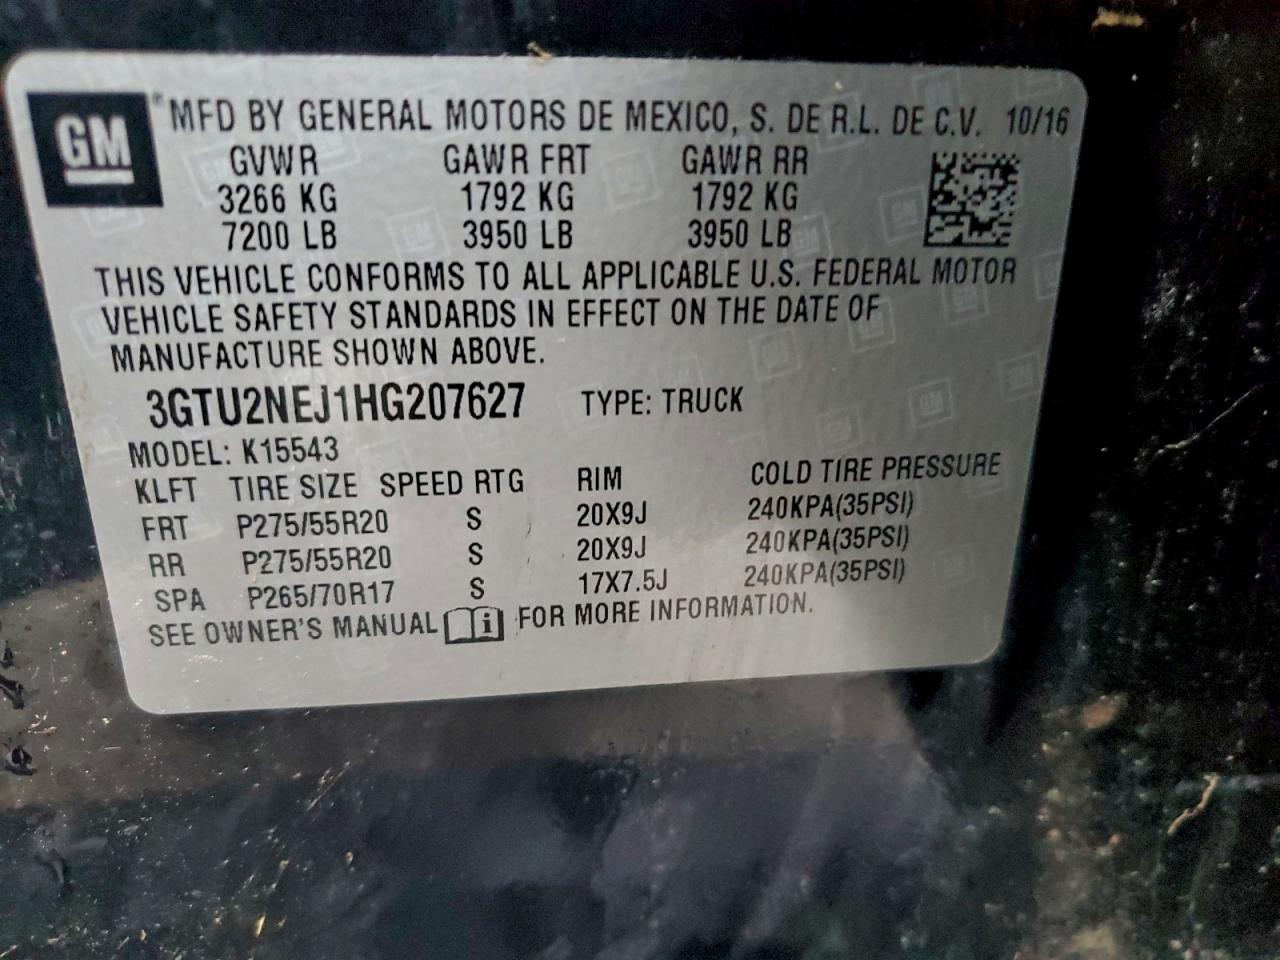 GM ® MFD BY GENERAL MOTORS DE MEXICO, S. DE R.L. DE C.V. 10/16
GVWR GAWR FRT GAWR RR
3266 KG 1792 KG 1792 KG
7200 LB 3950 LB 3950 LB
THIS VEHICLE CONFORMS TO ALL APPLICABLE U.S. FEDERAL MOTOR
VEHICLE SAFETY STANDARDS IN EFFECT ON THE DATE OF
MANUFACTURE SHOWN ABOVE.
3GTU2NEJ1HG207627 TYPE: TRUCK
MODEL: K15543
KLFT TIRE SIZE SPEED RTG RIM COLD TIRE PRESSURE
FRT P275/55R20 S 20X9J 240KPA(35PSI)
RR P275/55R20 S 20X9J 240KPA(35PSI)
SPA P265/70R17 S 17X7.5J 240KPA(35PSI)
SEE OWNER'S MANUAL i FOR MORE INFORMATION.